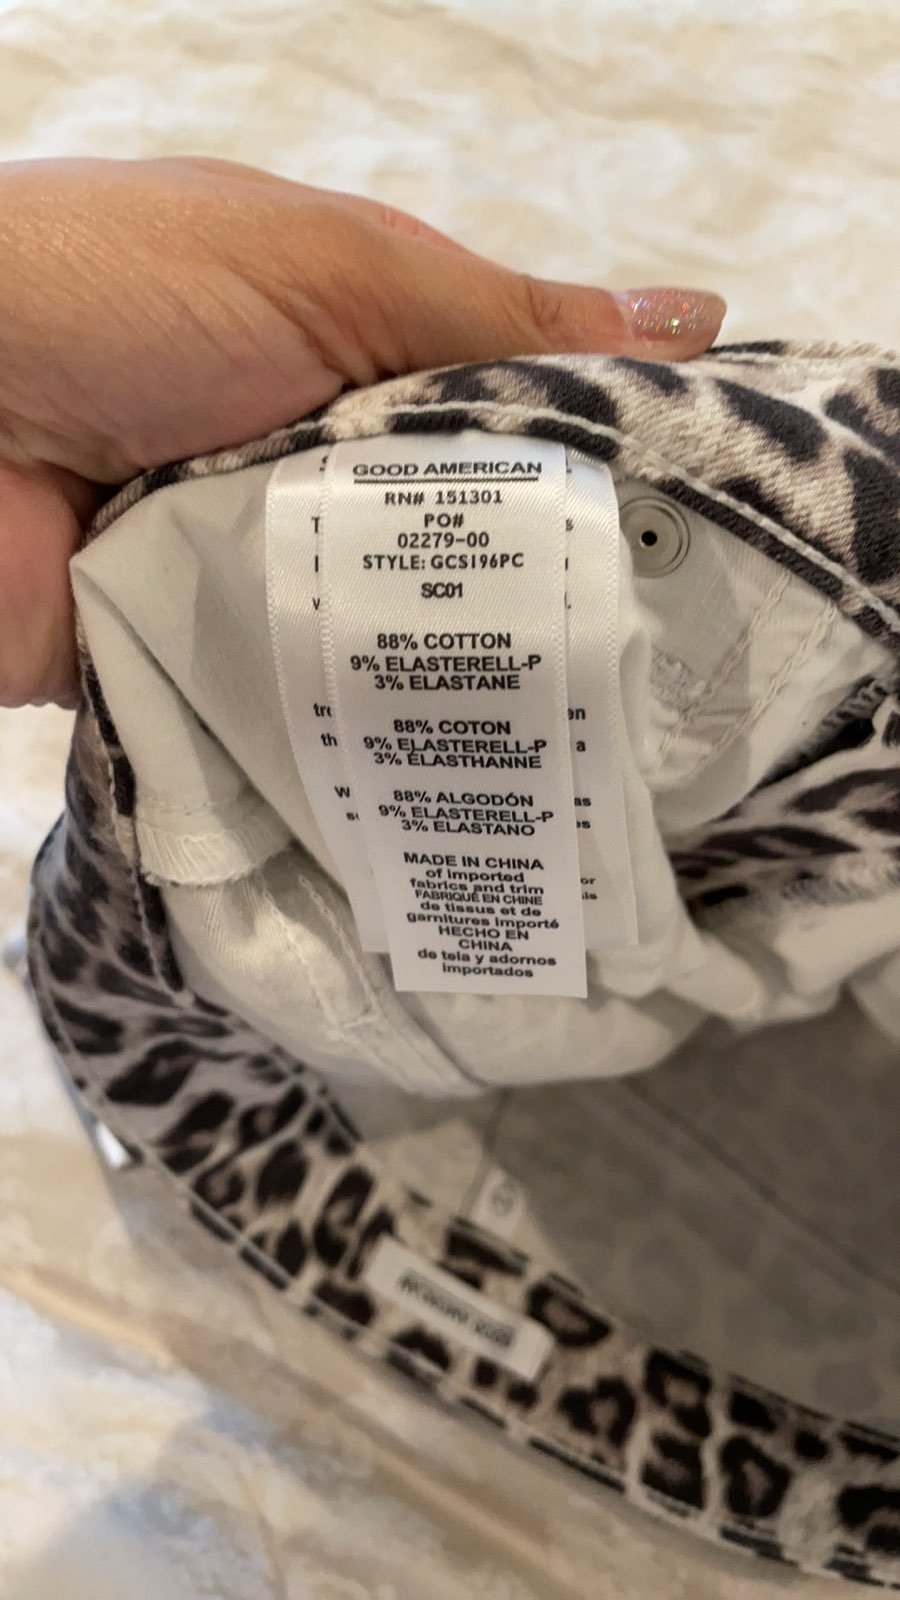 GOOD AMERICAN
RN# 151301
PO#
02279-00
STYLE: GCS196PC
SC01
88% COTTON
9% ELASTERELL-P
3% ELASTANE
88% COTON
9% ELASTERELL-P
3% ÉLASTHANNE
88% ALGODÓN
9% ELASTERELL-P
3% ELASTANO
MADE IN CHINA
of imported
fabrics and trim
FABRIQUÉ EN CHINE
de tissus et de
garnitures importé
HECHO EN
CHINA
de tela y adornos
importados